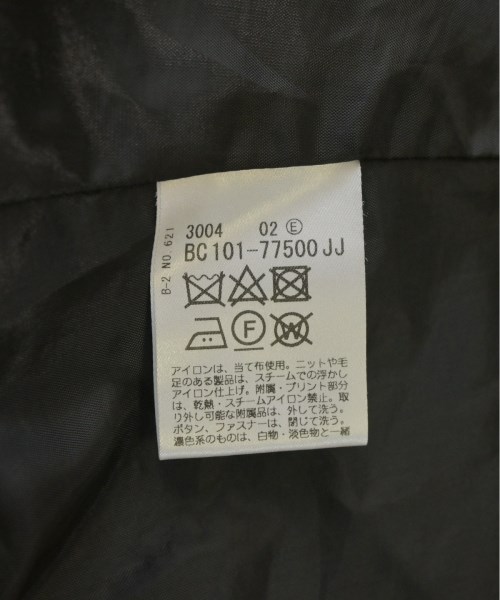 3004 02 Ⓔ
BC101-77500JJ
B-2 NO.621
F
W
アイロンは、当て布使用。ニットや毛
足のある製品は、スチームでの浮かし
アイロン仕上げ。附属・プリント部分
は、乾熱・スチームアイロン禁止。取
り外し可能な附属品は、外して洗う。
ボタン、ファスナーは、閉じて洗う。
濃色系のものは、白物・淡色物と一緒